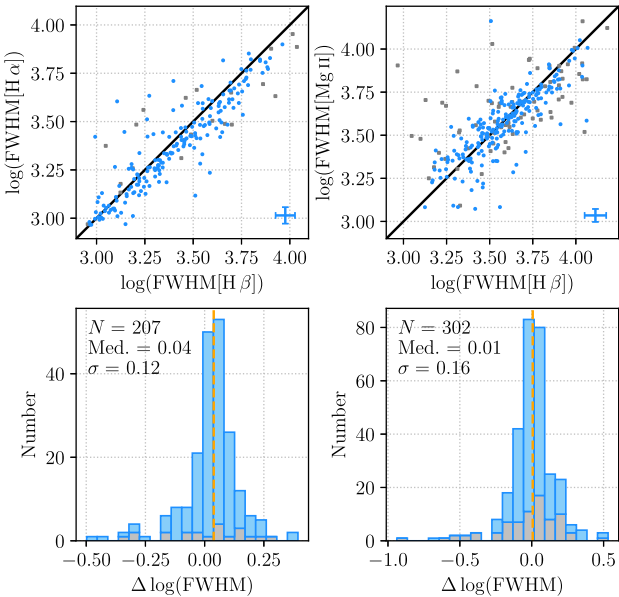 4.00
3.75
3.50
3.25
3.00
log(FWHM[H α])
3.00 3.25 3.50 3.75 4.00
log(FWHM[H β])
4.00
3.75
3.50
3.25
3.00
log(FWHM[Mg II])
3.00 3.25 3.50 3.75 4.00
log(FWHM[H β])
N = 207
Med. = 0.04
σ = 0.12
40
20
0
Number
−0.50 −0.25 0.00 0.25
Δ log(FWHM)
N = 302
Med. = 0.01
σ = 0.16
80
60
40
20
0
Number
−1.0 −0.5 0.0 0.5
Δ log(FWHM)